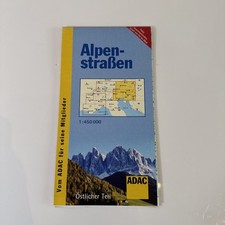 Alpen-
straßen
1:450 000
Vom ADAC für seine Mitglieder
ADAC
Östlicher Teil